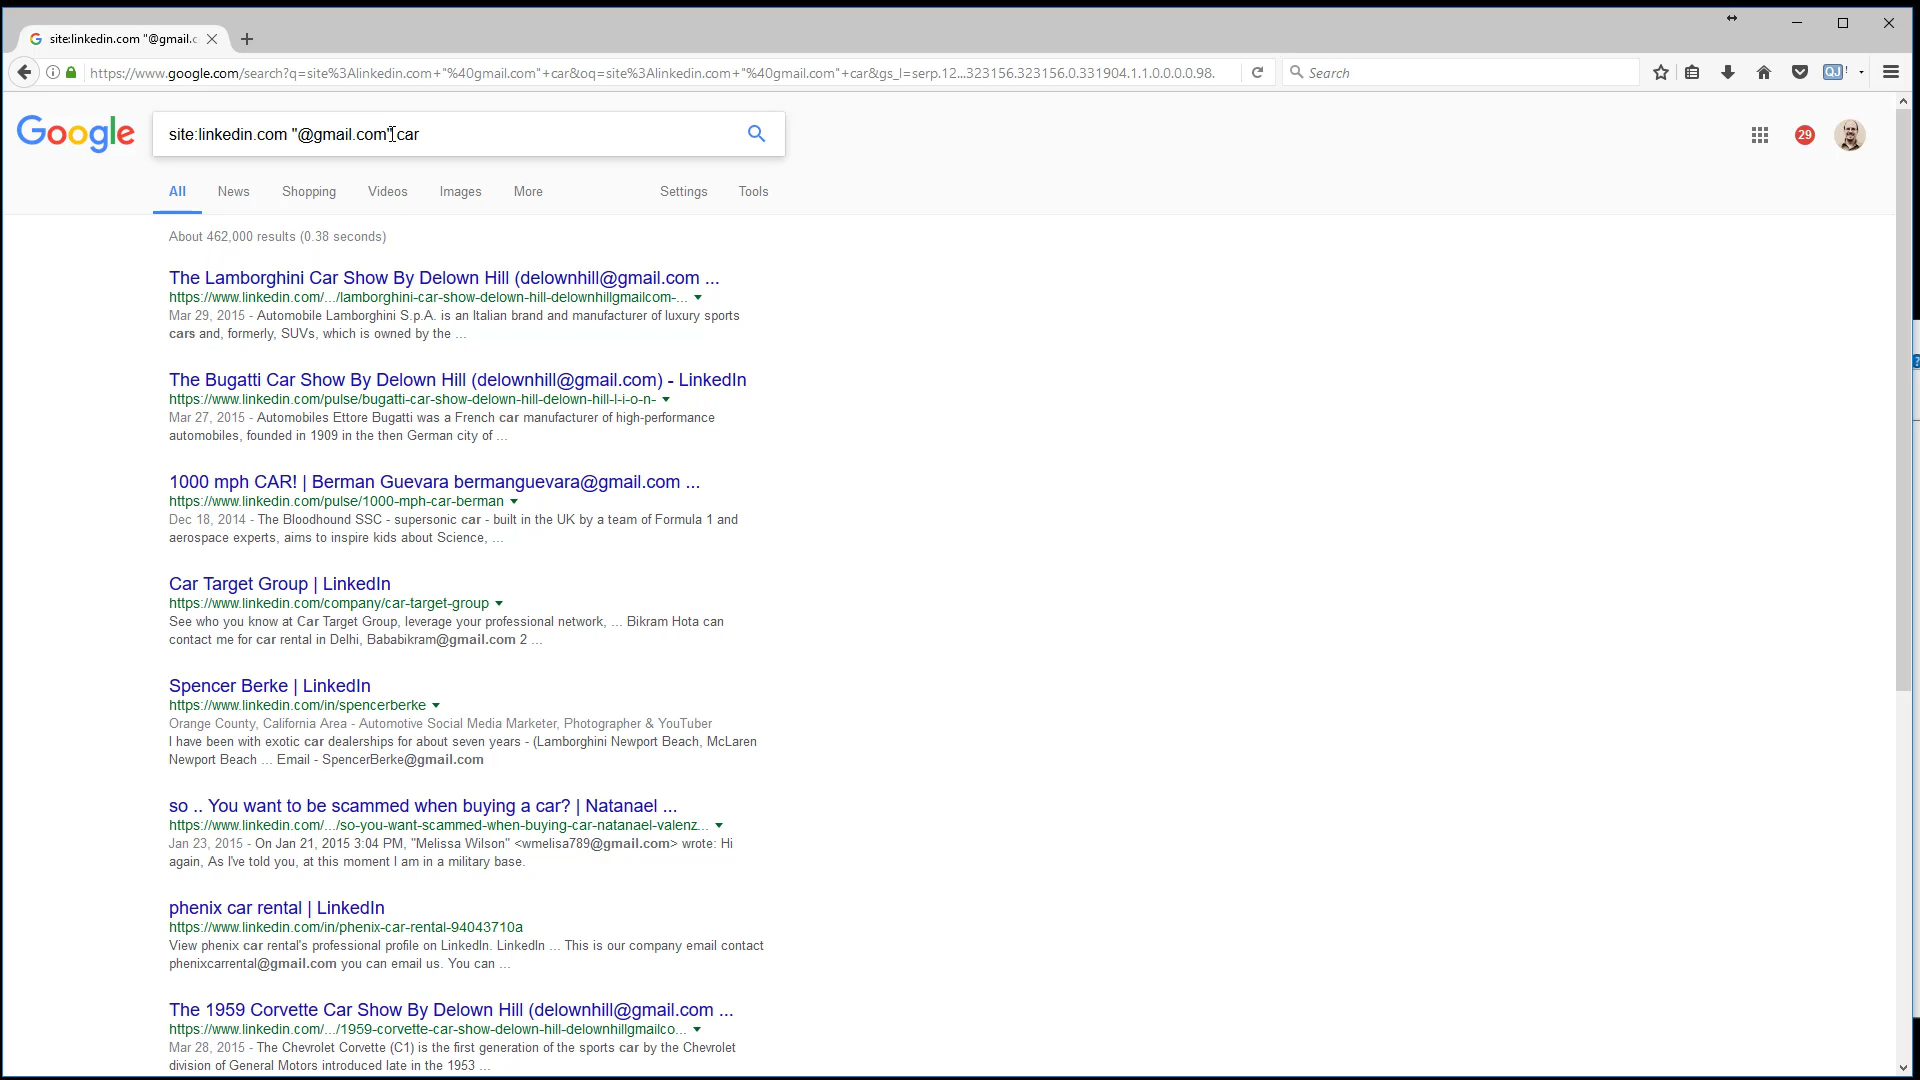 site:linkedin.com "@gmail.c
https://www.google.com/search?q=site%3Alinkedin.com+"%40gmail.com"+car&oq=site%3Alinkedin.com+"%40gmail.com"+car&gs_l=serp.12...323156.323156.0.331904.1.1.0.0.0.0.98.
Search
QJ !
Google
site:linkedin.com "@gmail.com" car
29
All
News
Shopping
Videos
Images
More
Settings
Tools
About 462,000 results (0.38 seconds)
The Lamborghini Car Show By Delown Hill (delownhill@gmail.com ...
https://www.linkedin.com/.../lamborghini-car-show-delown-hill-delownhillgmailcom-...
Mar 29, 2015 - Automobile Lamborghini S.p.A. is an Italian brand and manufacturer of luxury sports
cars and, formerly, SUVs, which is owned by the ...
The Bugatti Car Show By Delown Hill (delownhill@gmail.com) - LinkedIn
https://www.linkedin.com/pulse/bugatti-car-show-delown-hill-delown-hill-l-i-o-n-
Mar 27, 2015 - Automobiles Ettore Bugatti was a French car manufacturer of high-performance
automobiles, founded in 1909 in the then German city of ...
1000 mph CAR! | Berman Guevara bermanguevara@gmail.com ...
https://www.linkedin.com/pulse/1000-mph-car-berman
Dec 18, 2014 - The Bloodhound SSC - supersonic car - built in the UK by a team of Formula 1 and
aerospace experts, aims to inspire kids about Science, ...
Car Target Group | LinkedIn
https://www.linkedin.com/company/car-target-group
See who you know at Car Target Group, leverage your professional network, ... Bikram Hota can
contact me for car rental in Delhi, Bababikram@gmail.com 2 ...
Spencer Berke | LinkedIn
https://www.linkedin.com/in/spencerberke
Orange County, California Area - Automotive Social Media Marketer, Photographer & YouTuber
I have been with exotic car dealerships for about seven years - (Lamborghini Newport Beach, McLaren
Newport Beach ... Email - SpencerBerke@gmail.com
so .. You want to be scammed when buying a car? | Natanael ...
https://www.linkedin.com/.../so-you-want-scammed-when-buying-car-natanael-valenz...
Jan 23, 2015 - On Jan 21, 2015 3:04 PM, "Melissa Wilson" <wmelisa789@gmail.com> wrote: Hi
again, As I've told you, at this moment I am in a military base.
phenix car rental | LinkedIn
https://www.linkedin.com/in/phenix-car-rental-94043710a
View phenix car rental's professional profile on LinkedIn. LinkedIn ... This is our company email contact
phenixcarrental@gmail.com you can email us. You can ...
The 1959 Corvette Car Show By Delown Hill (delownhill@gmail.com ...
https://www.linkedin.com/.../1959-corvette-car-show-delown-hill-delownhillgmailco...
Mar 28, 2015 - The Chevrolet Corvette (C1) is the first generation of the sports car by the Chevrolet
division of General Motors introduced late in the 1953 ...